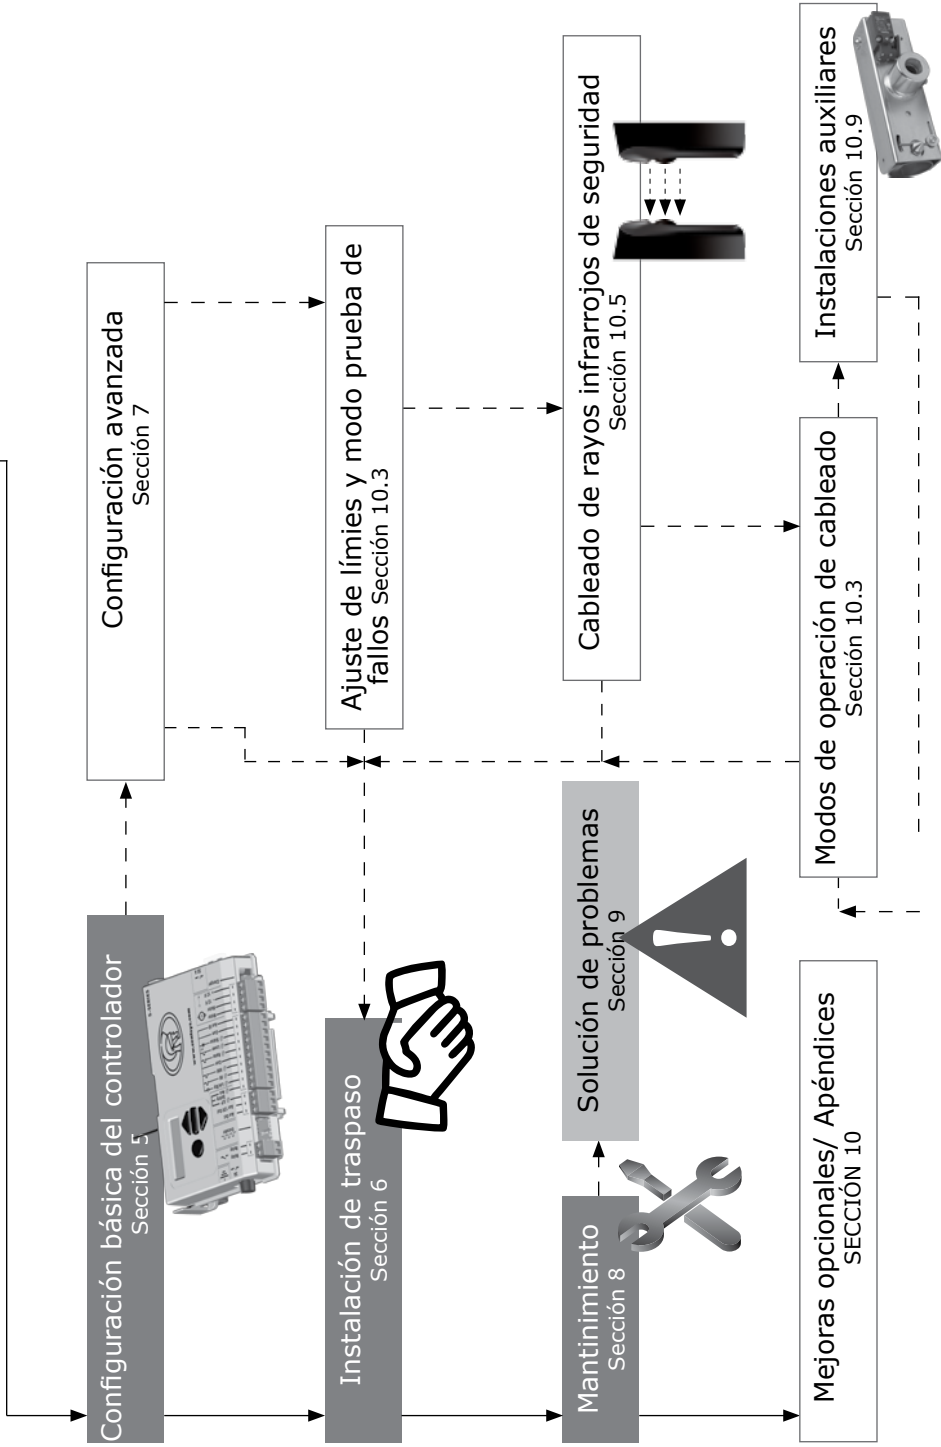 Configuración básica del controlador
Sección 5
Configuración avanzada
Sección 7
Instalación de traspaso
Sección 6
Ajuste de límies y modo prueba de
fallos Sección 10.3
Mantinimiento
Sección 8
Solución de problemas
Sección 9
Cableado de rayos infrarrojos de seguridad
Sección 10.5
Mejoras opcionales/ Apéndices
SECCIÓN 10
Modos de operación de cableado
Sección 10.3
Instalaciones auxiliares
Sección 10.9